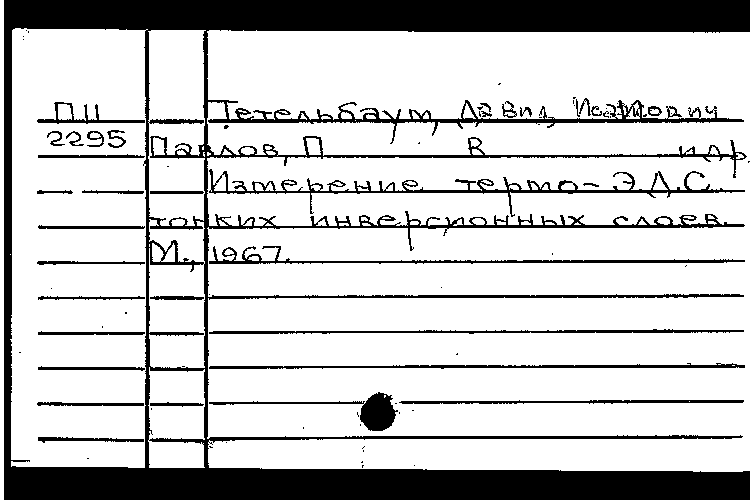 П11 Тетельбаум, Давид Исаакович
2295 Павлов, П В и др.
Измерение термо-Э.Д.С.
тонких инверсионных слоев.
М., 1967.